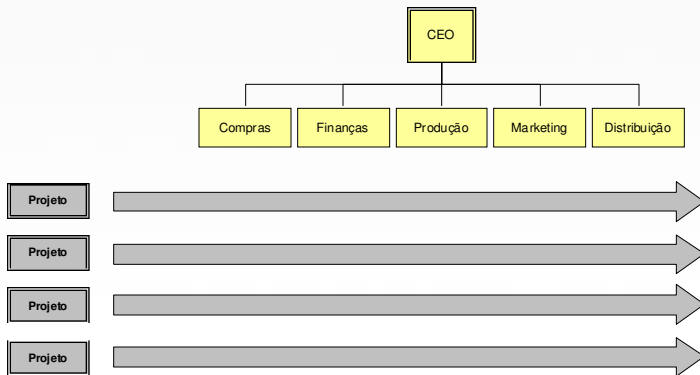 CEO
Compras
Finanças
Produção
Marketing
Distribuição
Projeto
Projeto
Projeto
Projeto